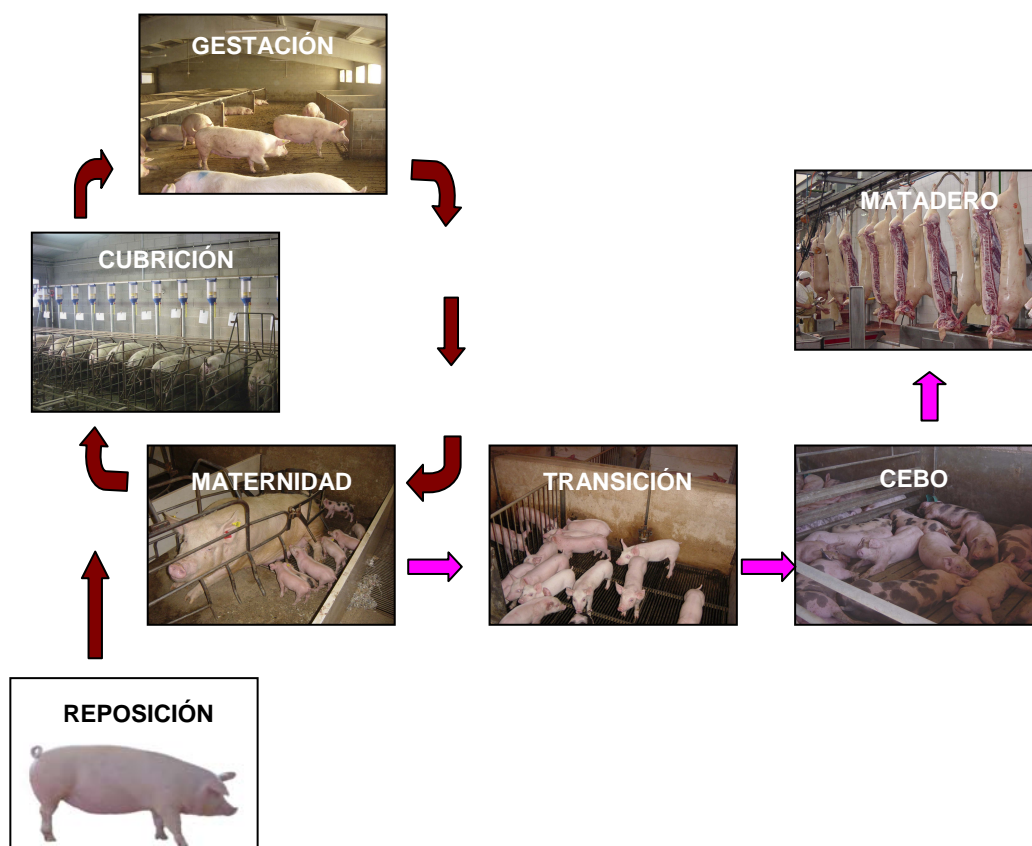 GESTACIÓN
MATADERO
CUBRICIÓN
MATERNIDAD
TRANSICIÓN
CEBO
REPOSICIÓN